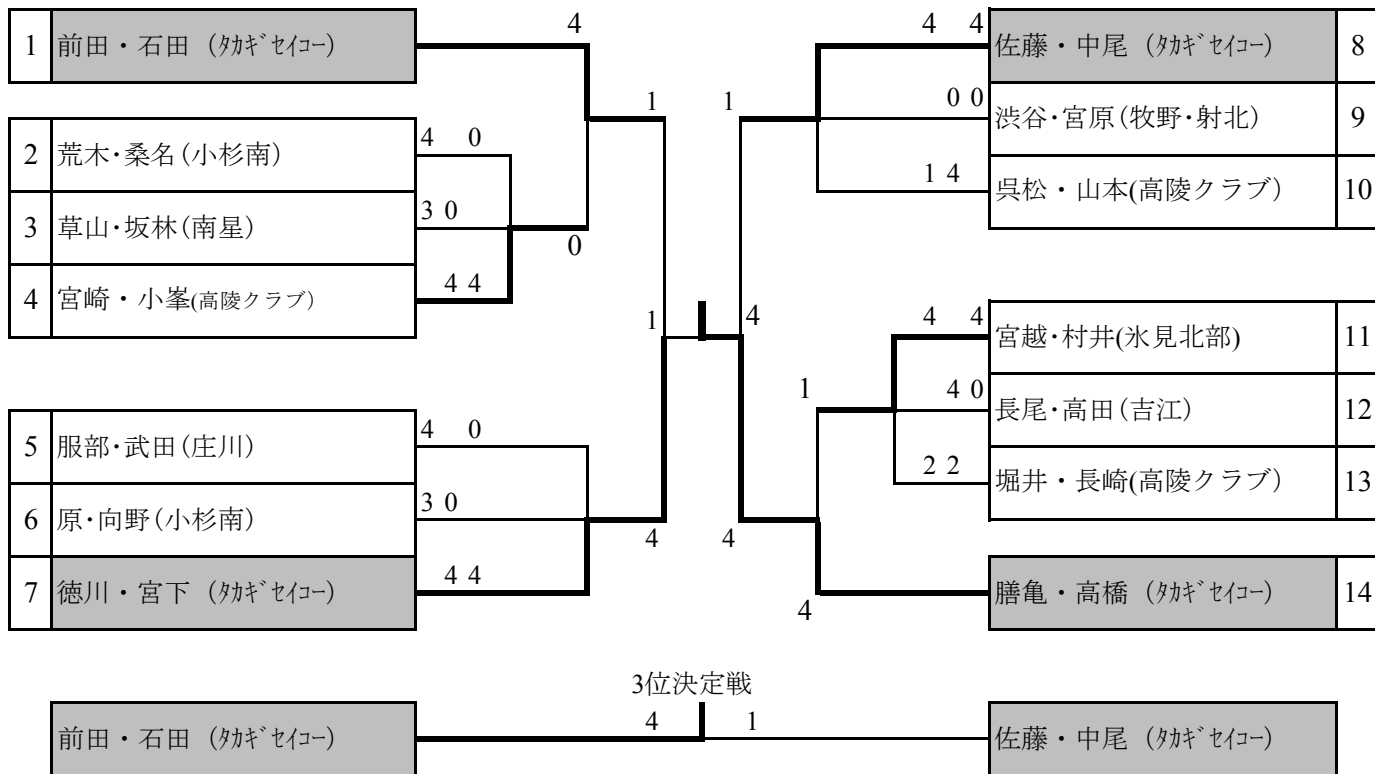 4
1 前田・石田 (ﾀｶｷﾞｾｲｺｰ)
1
2 荒木・桑名(小杉南) 4 0
3 草山・坂林(南星) 3 0
0
4 宮崎・小峯(高陵クラブ) 4 4
1
5 服部・武田(庄川) 4 0
6 原・向野(小杉南) 3 0
4
7 徳川・宮下 (ﾀｶｷﾞｾｲｺｰ) 4 4
4 4 佐藤・中尾 (ﾀｶｷﾞｾｲｺｰ) 8
1
0 0 渋谷・宮原(牧野・射北) 9
1 4 呉松・山本(高陵クラブ) 10
4
4 4 宮越・村井(氷見北部) 11
1
4 0 長尾・高田(吉江) 12
2 2 堀井・長崎(高陵クラブ) 13
4
4
膳亀・高橋 (ﾀｶｷﾞｾｲｺｰ) 14
3位決定戦
前田・石田 (ﾀｶｷﾞｾｲｺｰ) 4 1 佐藤・中尾 (ﾀｶｷﾞｾｲｺｰ)